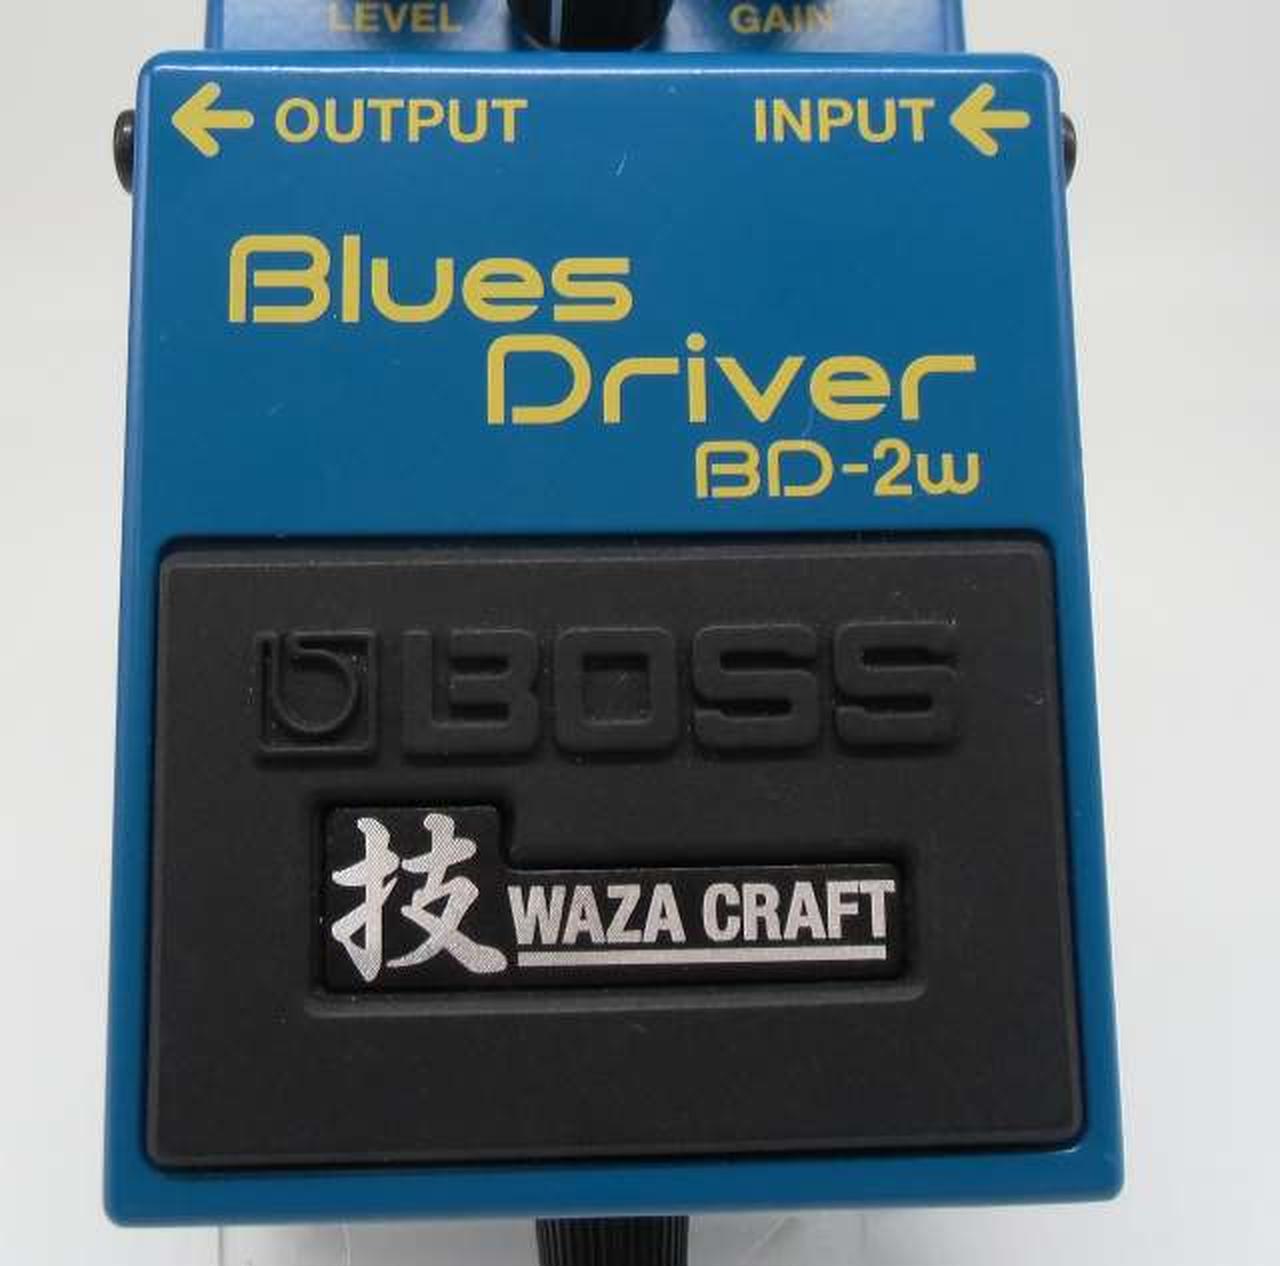 LEVEL GAIN
OUTPUT INPUT
Blues
Driver
BD-2w
BOSS
技 WAZA CRAFT